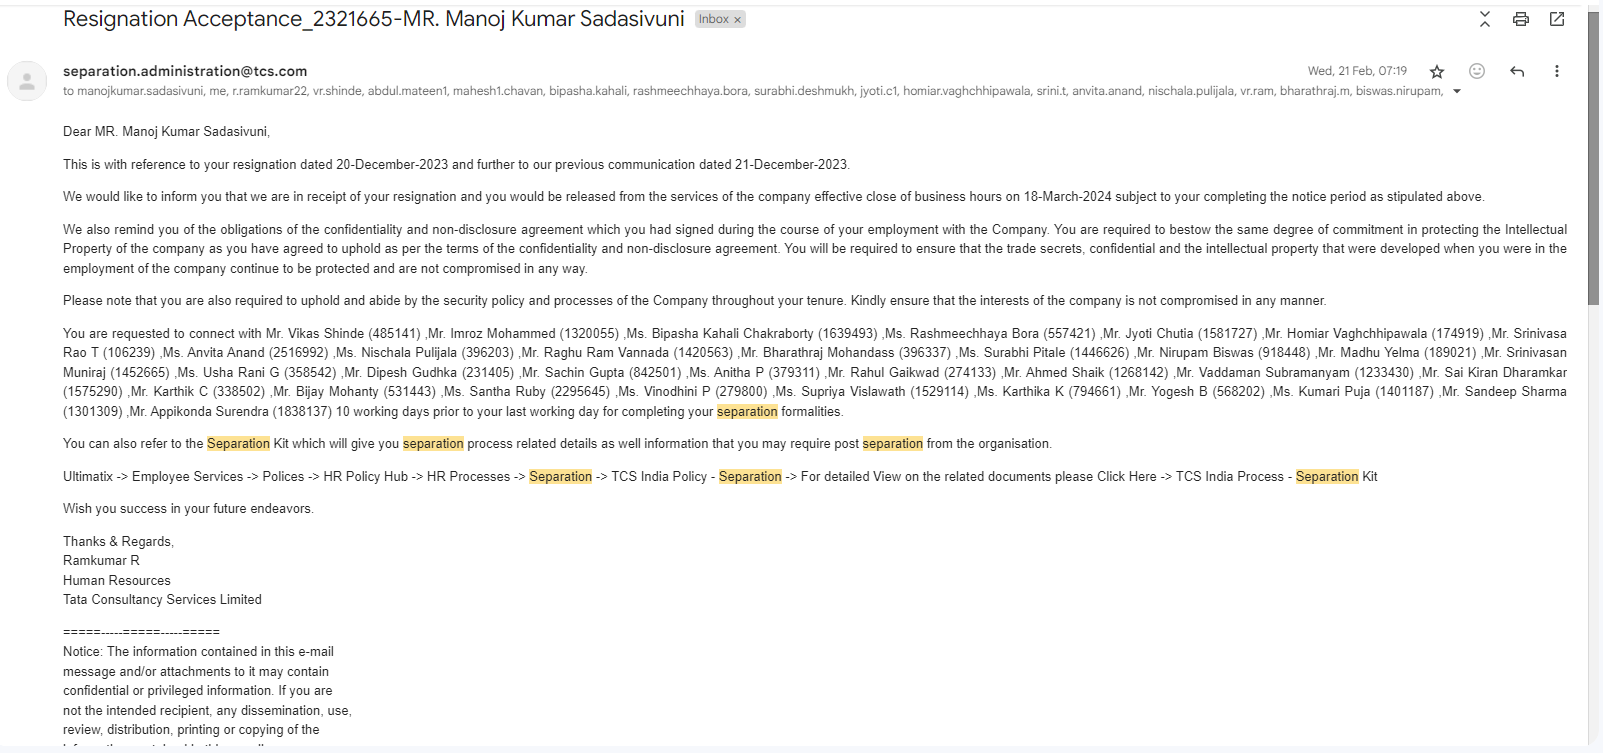 Resignation Acceptance_2321665-MR. Manoj Kumar Sadasivuni Inbox ×
separation.administration@tcs.com Wed, 21 Feb, 07:19
to manojkumar.sadasivuni, me, r.ramkumar22, vr.shinde, abdul.mateen1, mahesh1.chavan, bipasha.kahali, rashmeechhaya.bora, surabhi.deshmukh, jyoti.c1, homiar.vaghchhipawala, srini.t, anvita.anand, nischala.pulijala, vr.ram, bharathraj.m, biswas.nirupam,
Dear MR. Manoj Kumar Sadasivuni,
This is with reference to your resignation dated 20-December-2023 and further to our previous communication dated 21-December-2023.
We would like to inform you that we are in receipt of your resignation and you would be released from the services of the company effective close of business hours on 18-March-2024 subject to your completing the notice period as stipulated above.
We also remind you of the obligations of the confidentiality and non-disclosure agreement which you had signed during the course of your employment with the Company. You are required to bestow the same degree of commitment in protecting the Intellectual
Property of the company as you have agreed to uphold as per the terms of the confidentiality and non-disclosure agreement. You will be required to ensure that the trade secrets, confidential and the intellectual property that were developed when you were in the
employment of the company continue to be protected and are not compromised in any way.
Please note that you are also required to uphold and abide by the security policy and processes of the Company throughout your tenure. Kindly ensure that the interests of the company is not compromised in any manner.
You are requested to connect with Mr. Vikas Shinde (485141) ,Mr. Imroz Mohammed (1320055) ,Ms. Bipasha Kahali Chakraborty (1639493) ,Ms. Rashmeechhaya Bora (557421) ,Mr. Jyoti Chutia (1581727) ,Mr. Homiar Vaghchhipawala (174919) ,Mr. Srinivasa
Rao T (106239) ,Ms. Anvita Anand (2516992) ,Ms. Nischala Pulijala (396203) ,Mr. Raghu Ram Vannada (1420563) ,Mr. Bharathraj Mohandass (396337) ,Ms. Surabhi Pitale (1446626) ,Mr. Nirupam Biswas (918448) ,Mr. Madhu Yelma (189021) ,Mr. Srinivasan
Muniraj (1452665) ,Ms. Usha Rani G (358542) ,Mr. Dipesh Gudhka (231405) ,Mr. Sachin Gupta (842501) ,Ms. Anitha P (379311) ,Mr. Rahul Gaikwad (274133) ,Mr. Ahmed Shaik (1268142) ,Mr. Vaddaman Subramanyam (1233430) ,Mr. Sai Kiran Dharamkar
(1575290) ,Mr. Karthik C (338502) ,Mr. Bijay Mohanty (531443) ,Ms. Santha Ruby (2295645) ,Ms. Vinodhini P (279800) ,Ms. Supriya Vislawath (1529114) ,Ms. Karthika K (794661) ,Mr. Yogesh B (568202) ,Ms. Kumari Puja (1401187) ,Mr. Sandeep Sharma
(1301309) ,Mr. Appikonda Surendra (1838137) 10 working days prior to your last working day for completing your separation formalities.
You can also refer to the Separation Kit which will give you separation process related details as well information that you may require post separation from the organisation.
Ultimatix -> Employee Services -> Polices -> HR Policy Hub -> HR Processes -> Separation -> TCS India Policy - Separation -> For detailed View on the related documents please Click Here -> TCS India Process - Separation Kit
Wish you success in your future endeavors.
Thanks & Regards,
Ramkumar R
Human Resources
Tata Consultancy Services Limited
=====-----=====-----=====
Notice: The information contained in this e-mail
message and/or attachments to it may contain
confidential or privileged information. If you are
not the intended recipient, any dissemination, use,
review, distribution, printing or copying of the